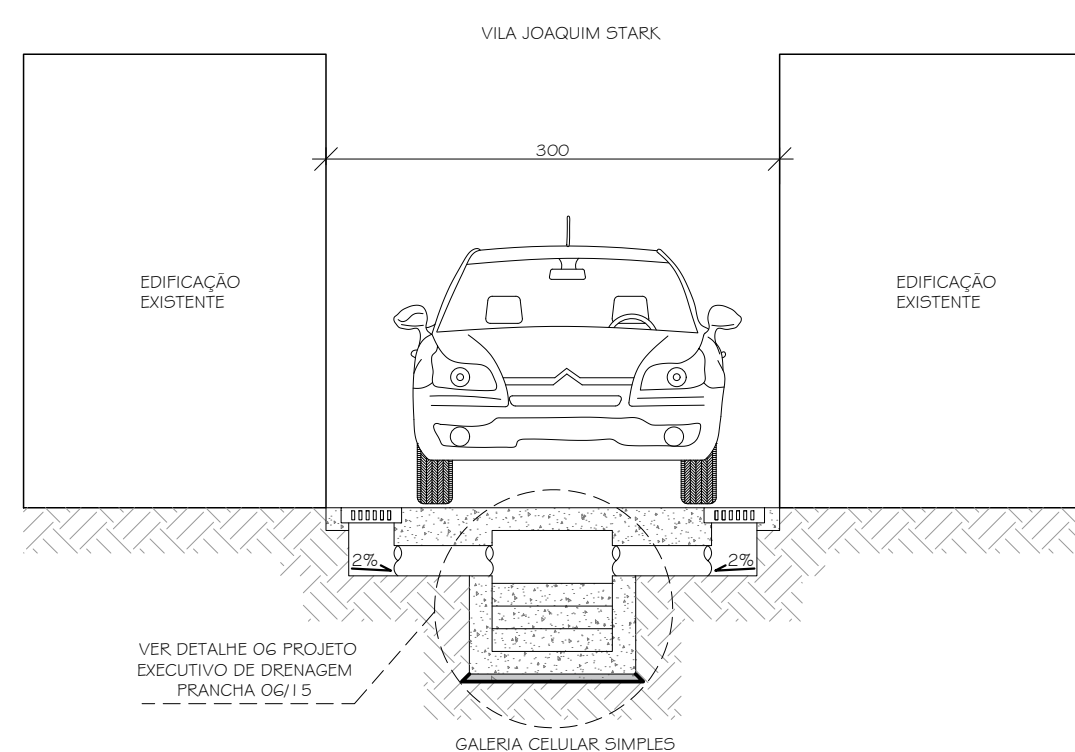 VILA JOAQUIM STARK
300
EDIFICAÇÃO
EXISTENTE
EDIFICAÇÃO
EXISTENTE
2%
2%
VER DETALHE 06 PROJETO
EXECUTIVO DE DRENAGEM
PRANCHA 06/15
GALERIA CELULAR SIMPLES